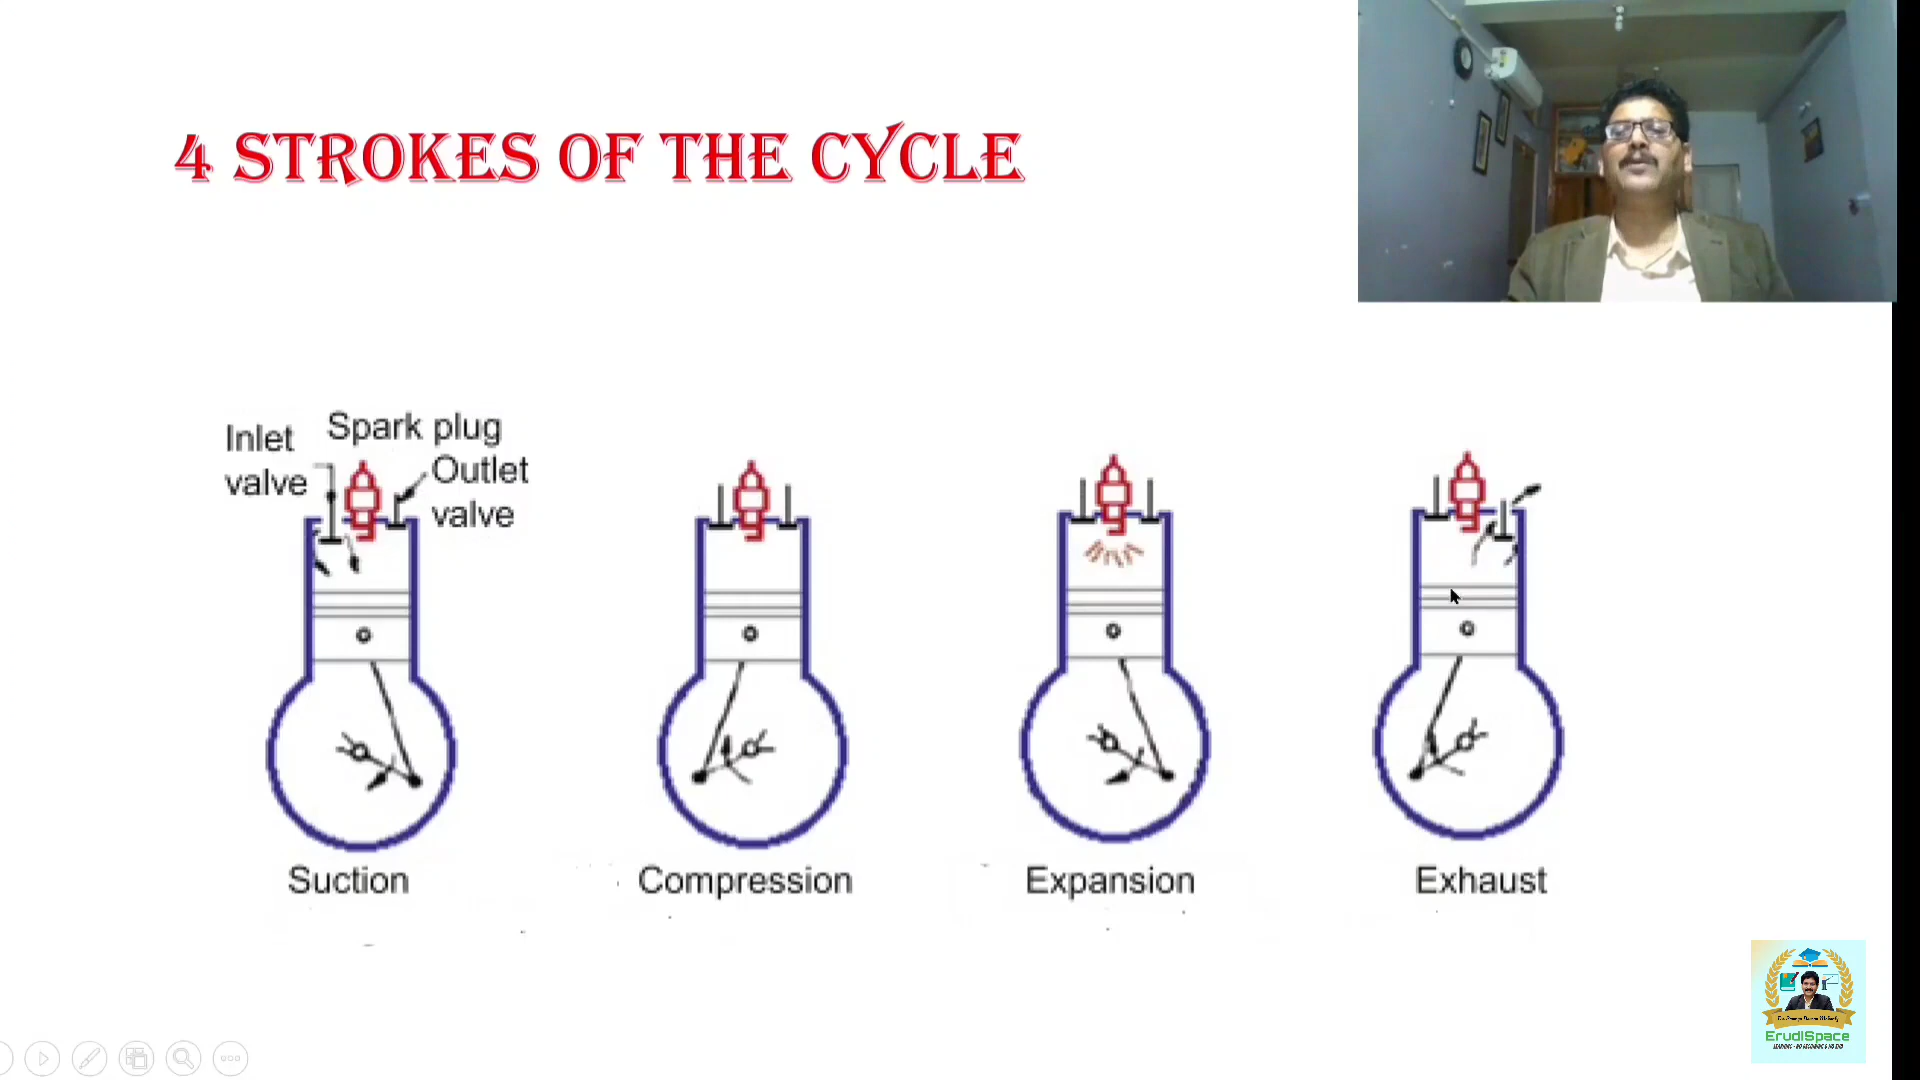 4 STROKES OF THE CYCLE
Inlet
valve
Spark plug
Outlet
valve
Suction
Compression
Expansion
Exhaust
ErudiSpace